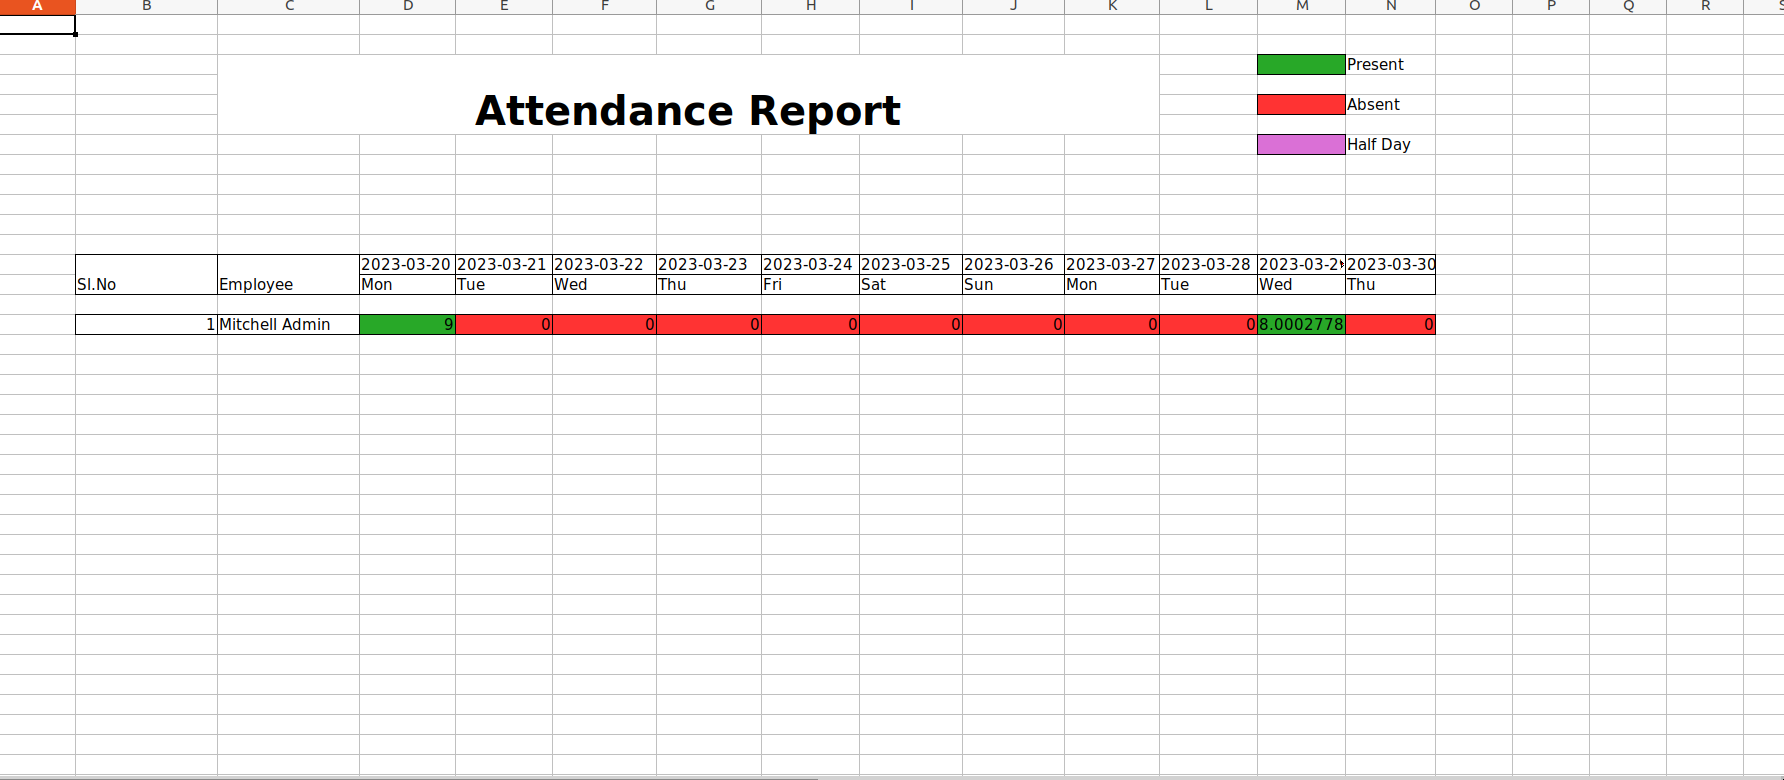 A B C D E F G H I J K L M N O P Q R
Present
Attendance Report
Absent
Half Day
2023-03-20 2023-03-21 2023-03-22 2023-03-23 2023-03-24 2023-03-25 2023-03-26 2023-03-27 2023-03-28 2023-03-2 2023-03-30
Sl.No Employee Mon Tue Wed Thu Fri Sat Sun Mon Tue Wed Thu
1 Mitchell Admin 9 0 0 0 0 0 0 0 0 8.0002778 0